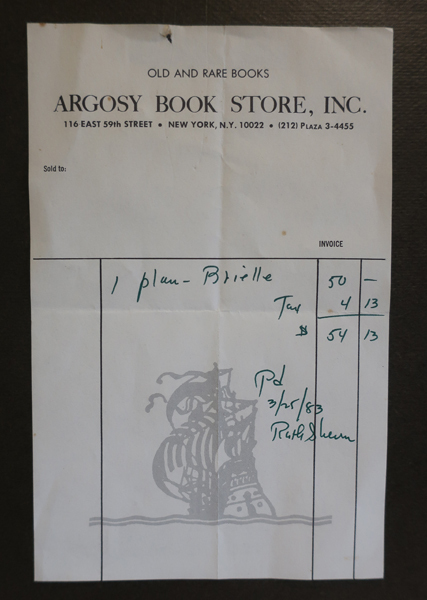 OLD AND RARE BOOKS
ARGOSY BOOK STORE, INC.
116 EAST 59th STREET • NEW YORK, N.Y. 10022 • (212) PLAZA 3-4455
Sold to:
INVOICE
1 plan - Brielle 50 —
Tax 4 13
$ 54 13
Pd
3/25/83
Ruth